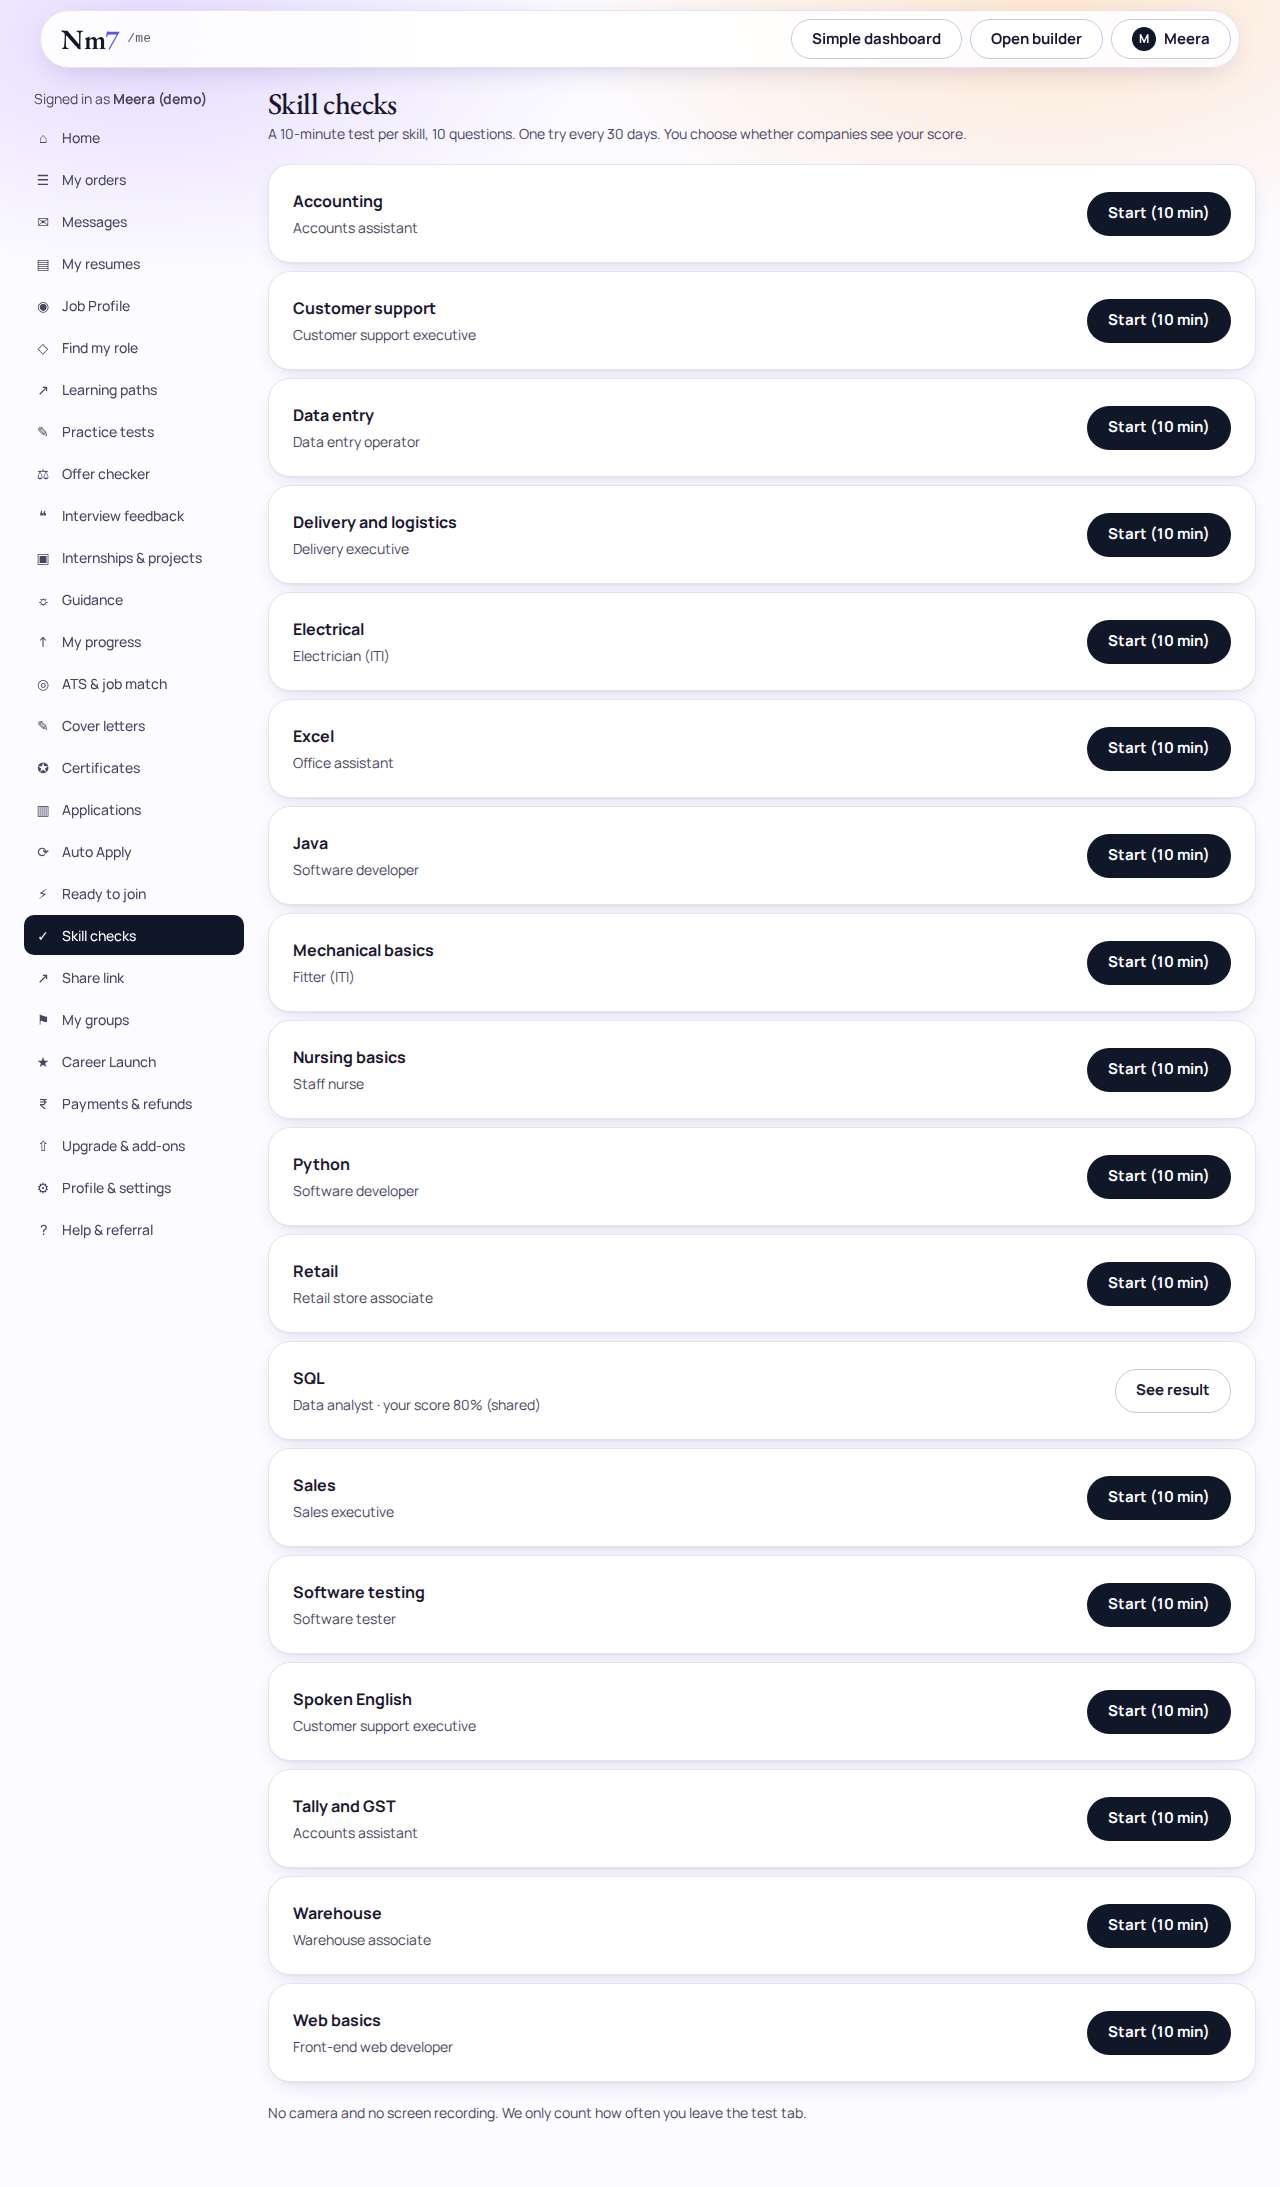 Nm7 /me
Simple dashboard
Open builder
M Meera
Signed in as Meera (demo)
Home
My orders
Messages
My resumes
Job Profile
Find my role
Learning paths
Practice tests
Offer checker
Interview feedback
Internships & projects
Guidance
My progress
ATS & job match
Cover letters
Certificates
Applications
Auto Apply
Ready to join
Skill checks
Share link
My groups
Career Launch
₹ Payments & refunds
Upgrade & add-ons
Profile & settings
? Help & referral
Skill checks
A 10-minute test per skill, 10 questions. One try every 30 days. You choose whether companies see your score.
Accounting
Accounts assistant
Start (10 min)
Customer support
Customer support executive
Start (10 min)
Data entry
Data entry operator
Start (10 min)
Delivery and logistics
Delivery executive
Start (10 min)
Electrical
Electrician (ITI)
Start (10 min)
Excel
Office assistant
Start (10 min)
Java
Software developer
Start (10 min)
Mechanical basics
Fitter (ITI)
Start (10 min)
Nursing basics
Staff nurse
Start (10 min)
Python
Software developer
Start (10 min)
Retail
Retail store associate
Start (10 min)
SQL
Data analyst · your score 80% (shared)
See result
Sales
Sales executive
Start (10 min)
Software testing
Software tester
Start (10 min)
Spoken English
Customer support executive
Start (10 min)
Tally and GST
Accounts assistant
Start (10 min)
Warehouse
Warehouse associate
Start (10 min)
Web basics
Front-end web developer
Start (10 min)
No camera and no screen recording. We only count how often you leave the test tab.